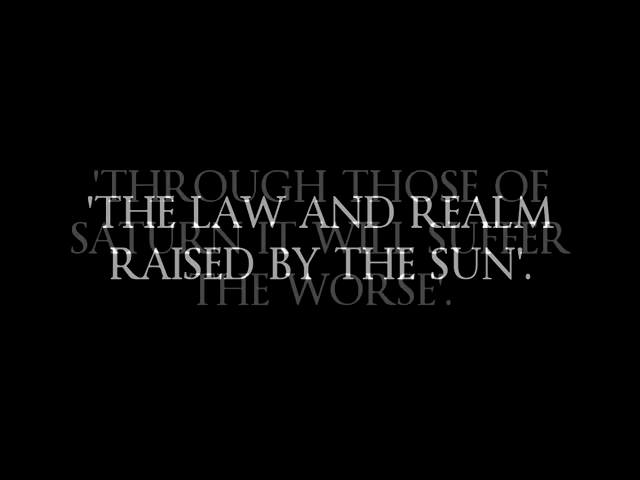 'THROUGH THOSE OF
'THE LAW AND REALM
SATURN IT WILL SUFFER
RAISED BY THE SUN'.
THE WORSE'.